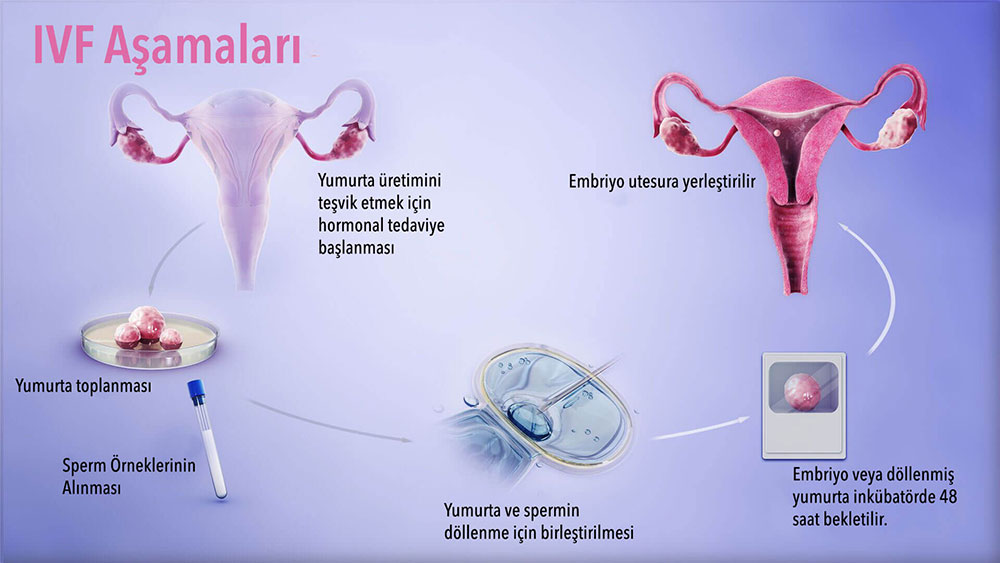 IVF Aşamaları
Yumurta üretimini
teşvik etmek için
hormonal tedaviye
başlanması
Embriyo utesura yerleştirilir
Yumurta toplanması
Sperm Örneklerinin
Alınması
Yumurta ve spermin
döllenme için birleştirilmesi
Embriyo veya döllenmiş
yumurta inkübatörde 48
saat bekletilir.